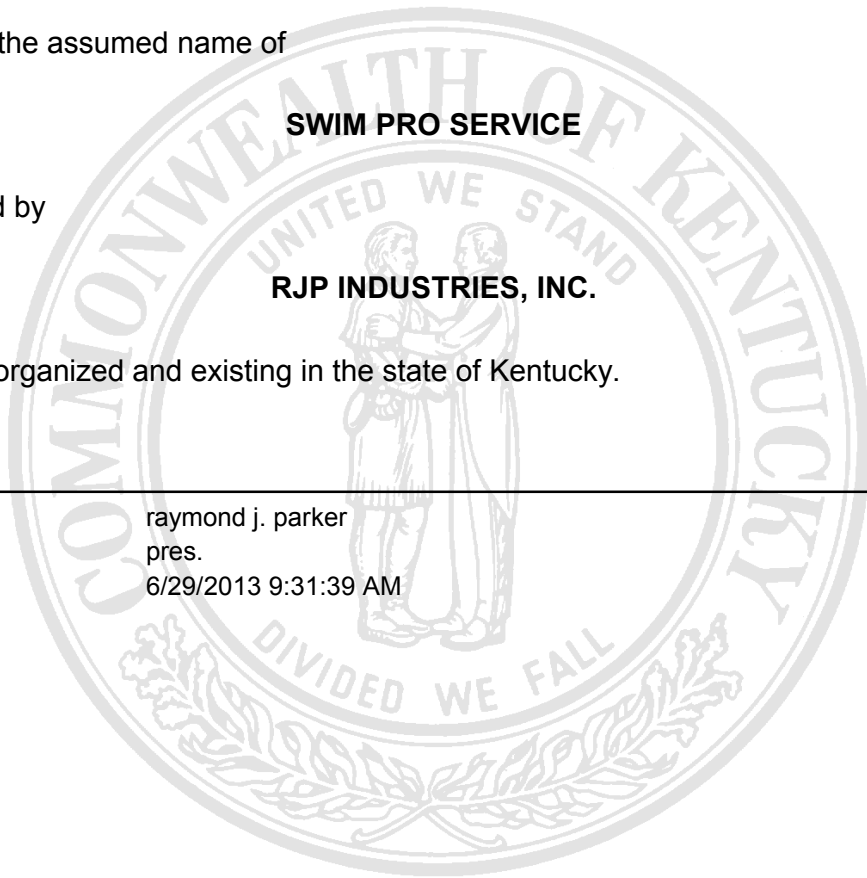 the assumed name of
SWIM PRO SERVICE
d by
RJP INDUSTRIES, INC.
organized and existing in the state of Kentucky.
raymond j. parker
pres.
6/29/2013 9:31:39 AM
COMMONWEALTH OF KENTUCKY
UNITED WE STAND
DIVIDED WE FALL